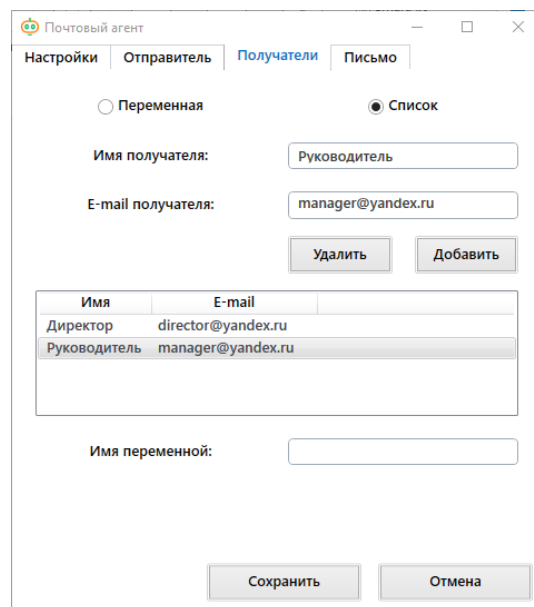 Почтовый агент
Настройки Отправитель Получатели Письмо
Переменная Список
Имя получателя: Руководитель
E-mail получателя: manager@yandex.ru
Удалить Добавить
Имя E-mail
Директор director@yandex.ru
Руководитель manager@yandex.ru
Имя переменной:
Сохранить Отмена